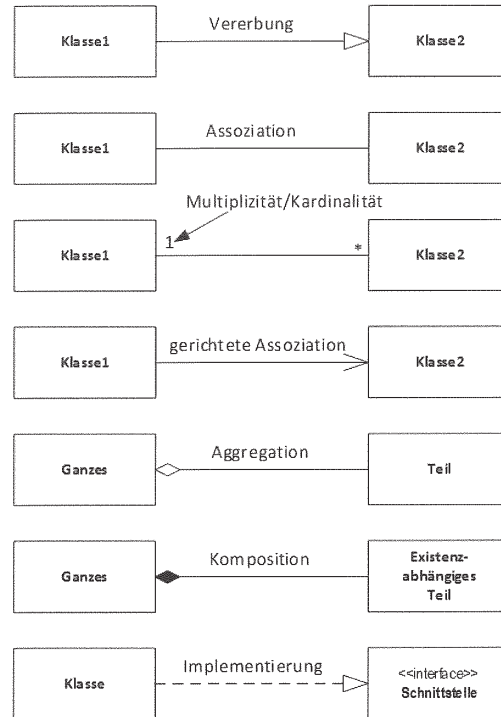 Vererbung
Klasse1
Klasse2
Assoziation
Klasse1
Klasse2
Multiplizität/Kardinalität
1
*
Klasse1
Klasse2
gerichtete Assoziation
Klasse1
Klasse2
Aggregation
Ganzes
Teil
Komposition
Ganzes
Existenz-
abhängiges
Teil
Implementierung
Klasse
<<interface>>
Schnittstelle